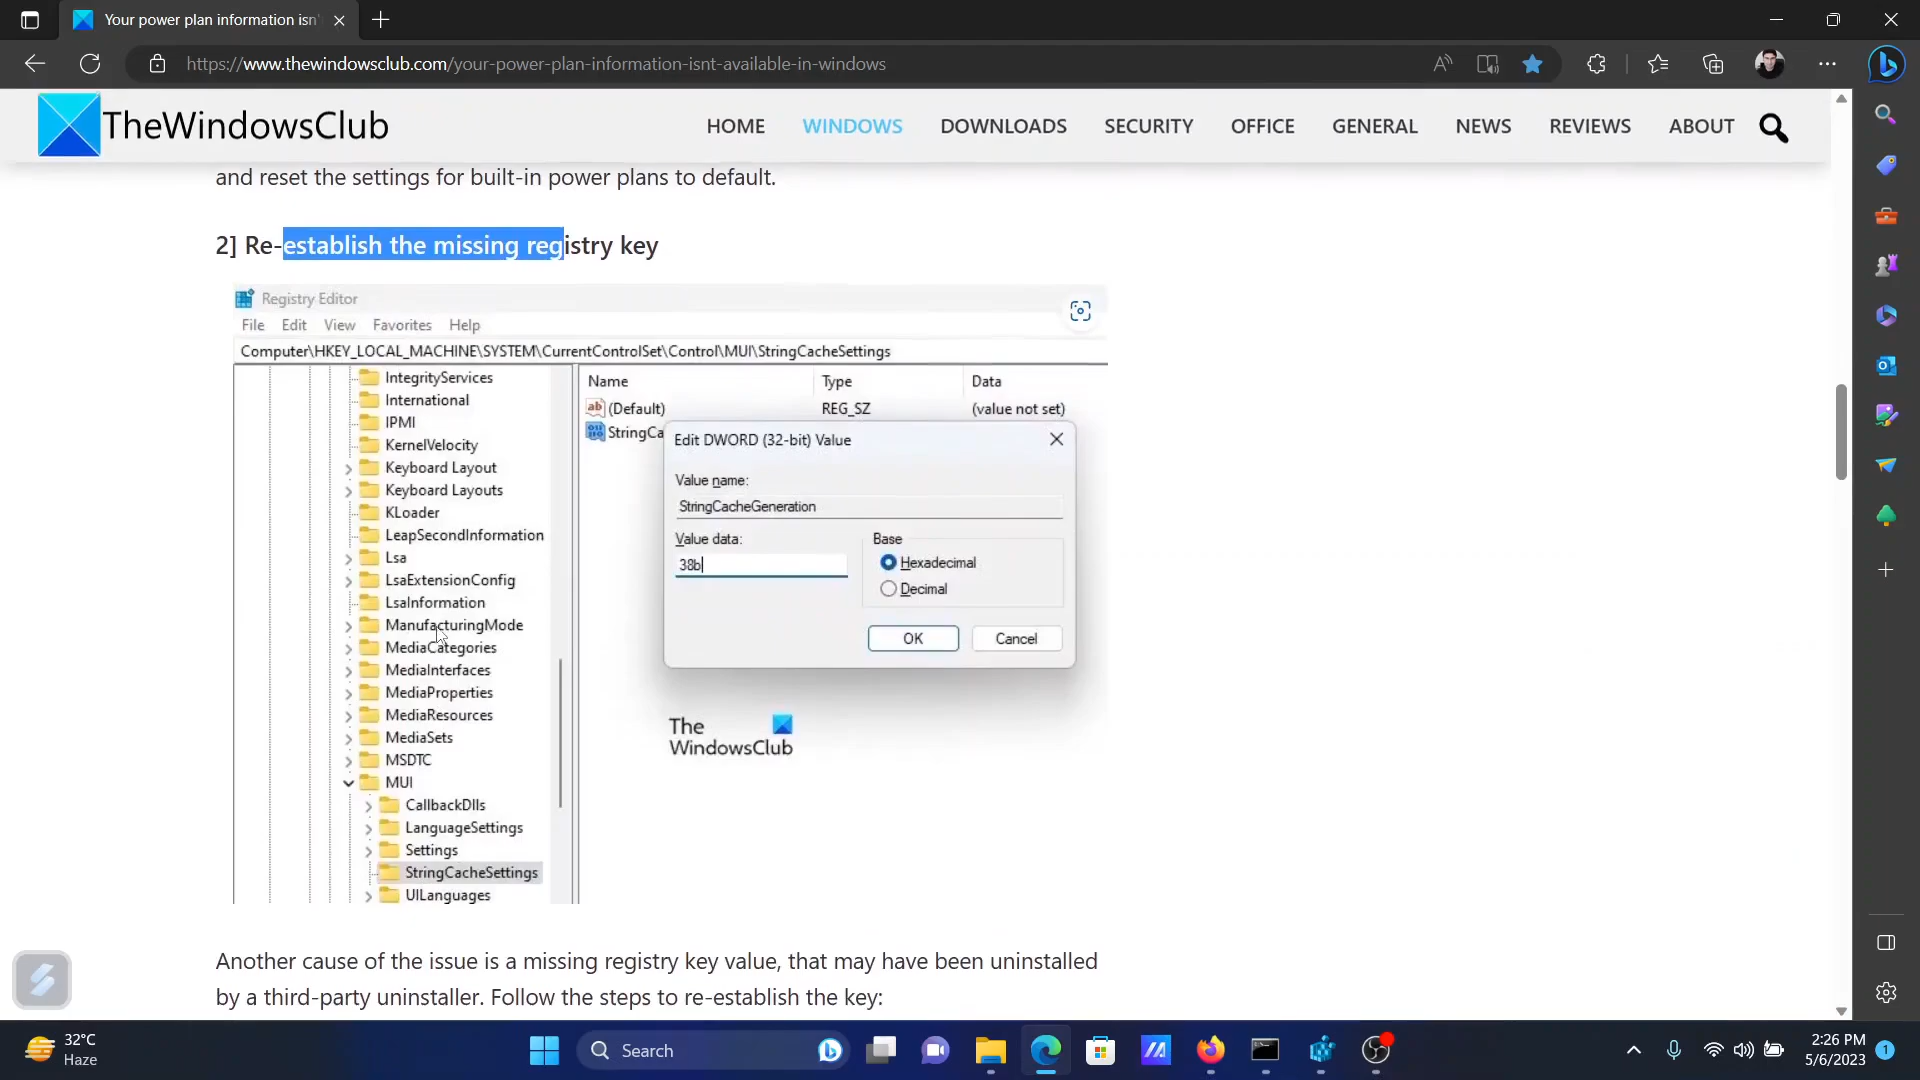 Your power plan information isn'
https://www.thewindowsclub.com/your-power-plan-information-isnt-available-in-windows
TheWindowsClub
HOME WINDOWS DOWNLOADS SECURITY OFFICE GENERAL NEWS REVIEWS ABOUT
and reset the settings for built-in power plans to default.
2] Re-establish the missing registry key
Registry Editor
File Edit View Favorites Help
Computer\HKEY_LOCAL_MACHINE\SYSTEM\CurrentControlSet\Control\MUI\StringCacheSettings
IntegrityServices
International
IPMI
KernelVelocity
Keyboard Layout
Keyboard Layouts
KLoader
LeapSecondInformation
Lsa
LsaExtensionConfig
LsaInformation
ManufacturingMode
MediaCategories
MediaInterfaces
MediaProperties
MediaResources
MediaSets
MSDTC
MUI
CallbackDlls
LanguageSettings
Settings
StringCacheSettings
UILanguages
Name Type Data
(Default) REG_SZ (value not set)
StringCa
Edit DWORD (32-bit) Value
Value name:
StringCacheGeneration
Value data:
38b
Base
Hexadecimal
Decimal
OK Cancel
The
WindowsClub
Another cause of the issue is a missing registry key value, that may have been uninstalled
by a third-party uninstaller. Follow the steps to re-establish the key:
32°C
Haze
Search
2:26 PM
5/6/2023
1